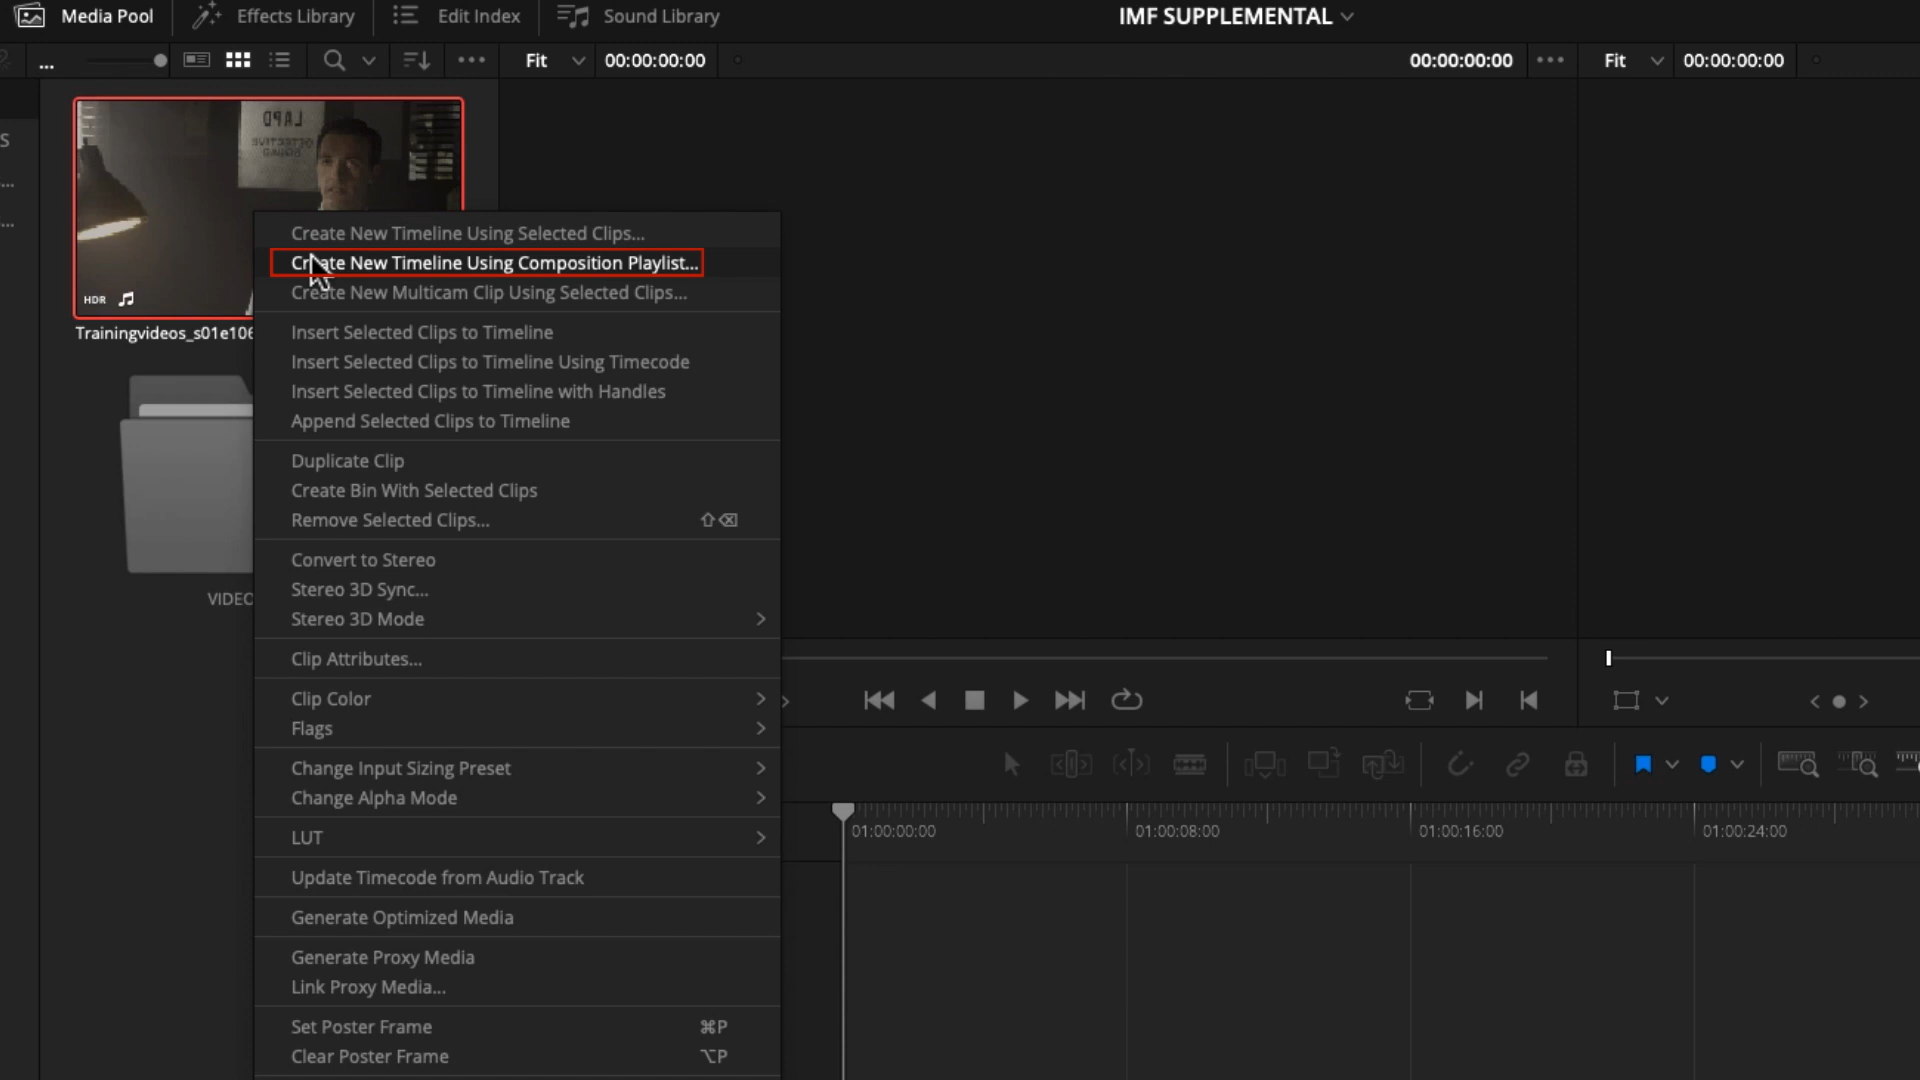 Media Pool
Effects Library
Edit Index
Sound Library
IMF SUPPLEMENTAL
...
Fit
00:00:00:00
00:00:00:00
Fit
00:00:00:00
S
...
...
LAPD
DETECTIVE
SQUAD
HDR
Trainingvideos_s01e106
VIDEO
Create New Timeline Using Selected Clips...
Create New Timeline Using Composition Playlist...
Create New Multicam Clip Using Selected Clips...
Insert Selected Clips to Timeline
Insert Selected Clips to Timeline Using Timecode
Insert Selected Clips to Timeline with Handles
Append Selected Clips to Timeline
Duplicate Clip
Create Bin With Selected Clips
Remove Selected Clips... ⇧⌫
Convert to Stereo
Stereo 3D Sync...
Stereo 3D Mode
Clip Attributes...
Clip Color
Flags
Change Input Sizing Preset
Change Alpha Mode
LUT
Update Timecode from Audio Track
Generate Optimized Media
Generate Proxy Media
Link Proxy Media...
Set Poster Frame ⌘P
Clear Poster Frame ⌥P
01:00:00:00
01:00:08:00
01:00:16:00
01:00:24:00